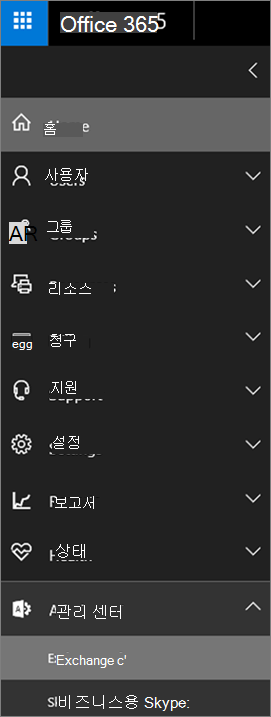 Office 365
홈
사용자
그룹
리소스
egg 청구
지원
설정
보고서
상태
관리 센터
Exchange c'
비즈니스용 Skype: